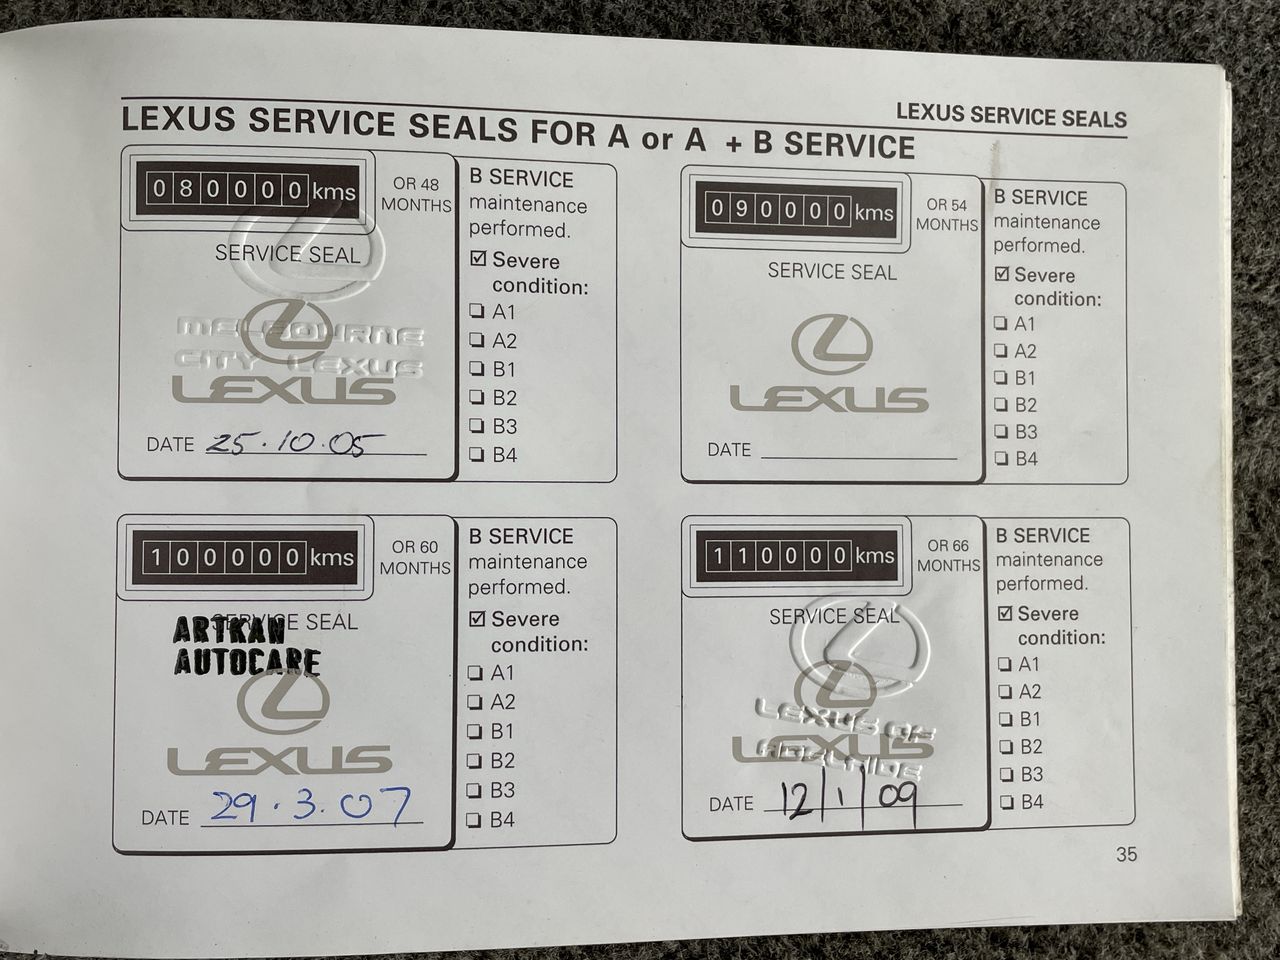 LEXUS SERVICE SEALS
LEXUS SERVICE SEALS FOR A or A + B SERVICE
080000 kms
OR 48
MONTHS
SERVICE SEAL
MELBOURNE
CITY LEXUS
LEXUS
DATE 25.10.05
B SERVICE
maintenance
performed.
☑ Severe
condition:
❑ A1
❑ A2
❑ B1
❑ B2
❑ B3
❑ B4
090000 kms
OR 54
MONTHS
SERVICE SEAL
LEXUS
DATE
B SERVICE
maintenance
performed.
☑ Severe
condition:
❑ A1
❑ A2
❑ B1
❑ B2
❑ B3
❑ B4
100000 kms
OR 60
MONTHS
SERVICE SEAL
ARTKAN
AUTOCARE
LEXUS
DATE 29.3.07
B SERVICE
maintenance
performed.
☑ Severe
condition:
❑ A1
❑ A2
❑ B1
❑ B2
❑ B3
❑ B4
110000 kms
OR 66
MONTHS
SERVICE SEAL
LEXUS OF
ADELAIDE
LEXUS
DATE 12/1/09
B SERVICE
maintenance
performed.
☑ Severe
condition:
❑ A1
❑ A2
❑ B1
❑ B2
❑ B3
❑ B4
35